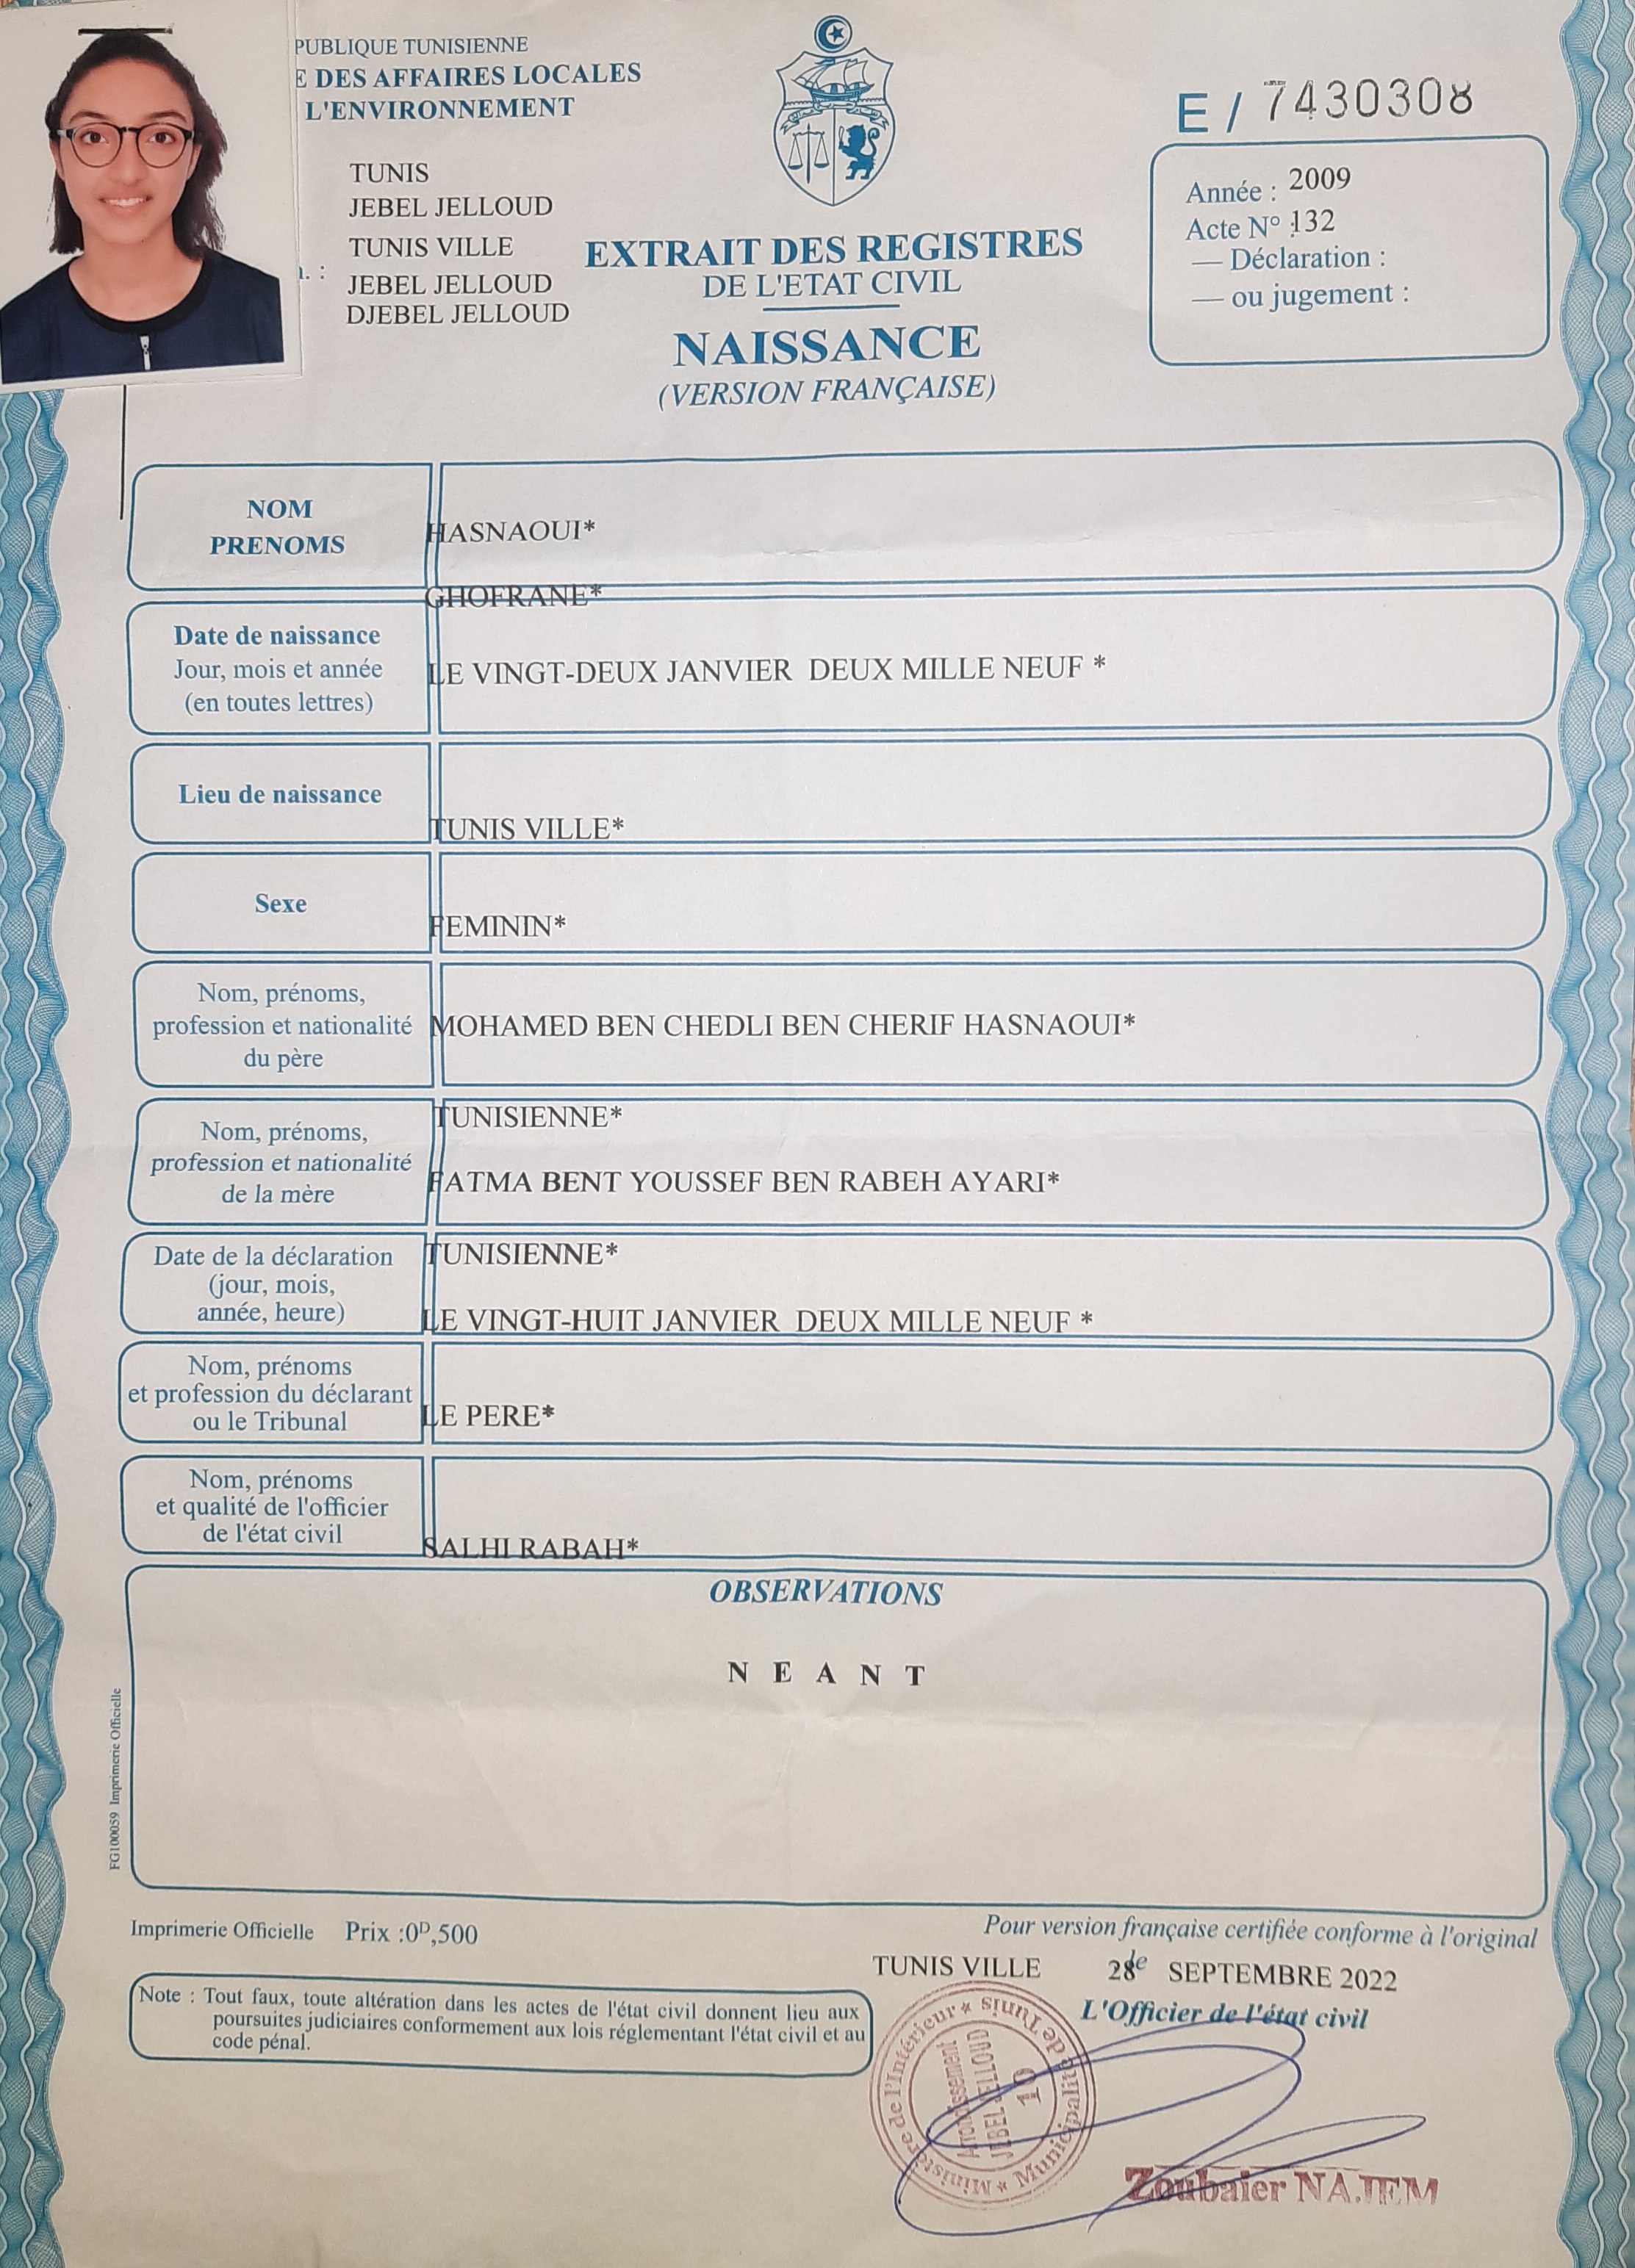 PUBLIQUE TUNISIENNE
E DES AFFAIRES LOCALES
L'ENVIRONNEMENT
TUNIS
JEBEL JELLOUD
TUNIS VILLE
JEBEL JELLOUD
DJEBEL JELLOUD
EXTRAIT DES REGISTRES
DE L'ETAT CIVIL
NAISSANCE
(VERSION FRANÇAISE)
E / 7430308
Année : 2009
Acte N° : 132
— Déclaration :
— ou jugement :
NOM
PRENOMS
HASNAOUI*
GHOFRANE*
Date de naissance
Jour, mois et année
(en toutes lettres)
LE VINGT-DEUX JANVIER DEUX MILLE NEUF *
Lieu de naissance
TUNIS VILLE*
Sexe
FEMININ*
Nom, prénoms,
profession et nationalité
du père
MOHAMED BEN CHEDLI BEN CHERIF HASNAOUI*
TUNISIENNE*
Nom, prénoms,
profession et nationalité
de la mère
FATMA BENT YOUSSEF BEN RABEH AYARI*
TUNISIENNE*
Date de la déclaration
(jour, mois,
année, heure)
LE VINGT-HUIT JANVIER DEUX MILLE NEUF *
Nom, prénoms
et profession du déclarant
ou le Tribunal
LE PERE*
Nom, prénoms
et qualité de l'officier
de l'état civil
SALHI RABAH*
OBSERVATIONS
N E A N T
FG100059 Imprimerie Officielle
Imprimerie Officielle Prix :0D,500
Pour version française certifiée conforme à l'original
TUNIS VILLE le 28 SEPTEMBRE 2022
L'Officier de l'état civil
Note : Tout faux, toute altération dans les actes de l'état civil donnent lieu aux
poursuites judiciaires conformement aux lois réglementant l'état civil et au
code pénal.
Ministère de l'Intérieur * Municipalité de Tunis *
Arrondissement
JEBEL JELLOUD
10
Zoubaier NAJEM